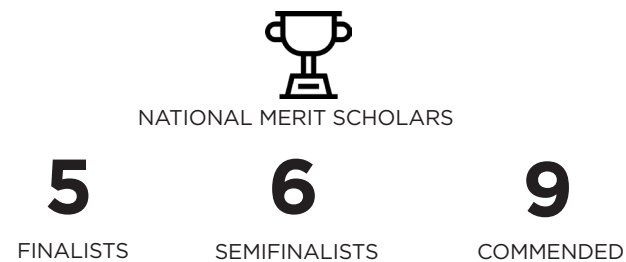 NATIONAL MERIT SCHOLARS
5 6 9
FINALISTS SEMIFINALISTS COMMENDED